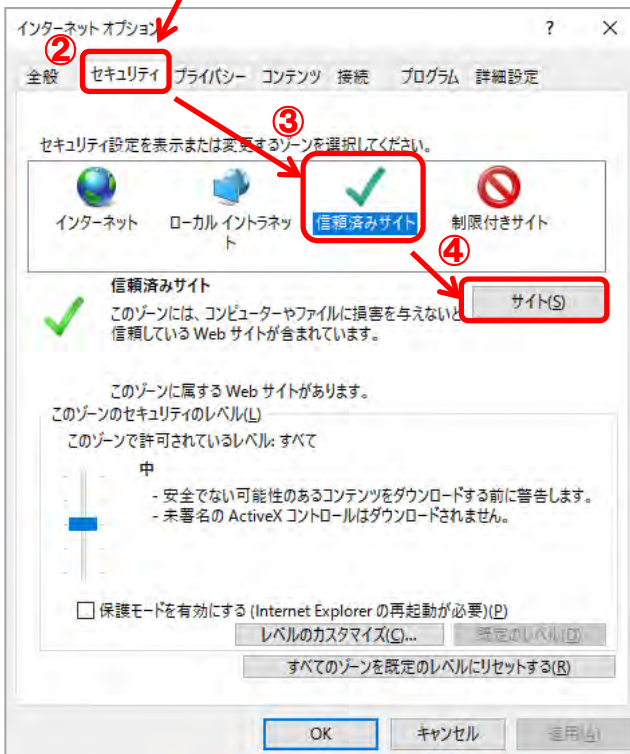 インターネット オプション
? ×
②
全般 セキュリティ プライバシー コンテンツ 接続 プログラム 詳細設定
③
セキュリティ設定を表示または変更するゾーンを選択してください。
インターネット ローカル イントラネット 信頼済みサイト 制限付きサイト
④
信頼済みサイト
サイト(S)
このゾーンには、コンピューターやファイルに損害を与えないと
信頼している Web サイトが含まれています。
このゾーンに属する Web サイトがあります。
このゾーンのセキュリティのレベル(L)
このゾーンで許可されているレベル: すべて
中
- 安全でない可能性のあるコンテンツをダウンロードする前に警告します。
- 未署名の ActiveX コントロールはダウンロードされません。
保護モードを有効にする (Internet Explorer の再起動が必要)(P)
レベルのカスタマイズ(C)... 既定のレベル(D)
すべてのゾーンを既定のレベルにリセットする(R)
OK キャンセル 適用(A)